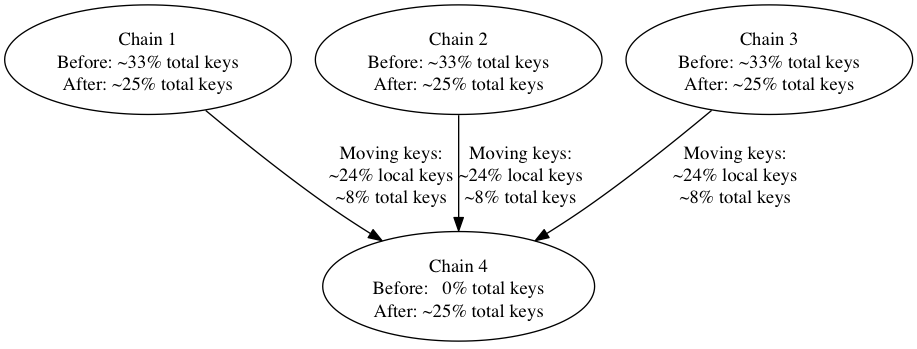 Chain 1
Before: ~33% total keys
After: ~25% total keys
Chain 2
Before: ~33% total keys
After: ~25% total keys
Chain 3
Before: ~33% total keys
After: ~25% total keys
Moving keys:
~24% local keys
~8% total keys
Moving keys:
~24% local keys
~8% total keys
Moving keys:
~24% local keys
~8% total keys
Chain 4
Before:   0% total keys
After: ~25% total keys